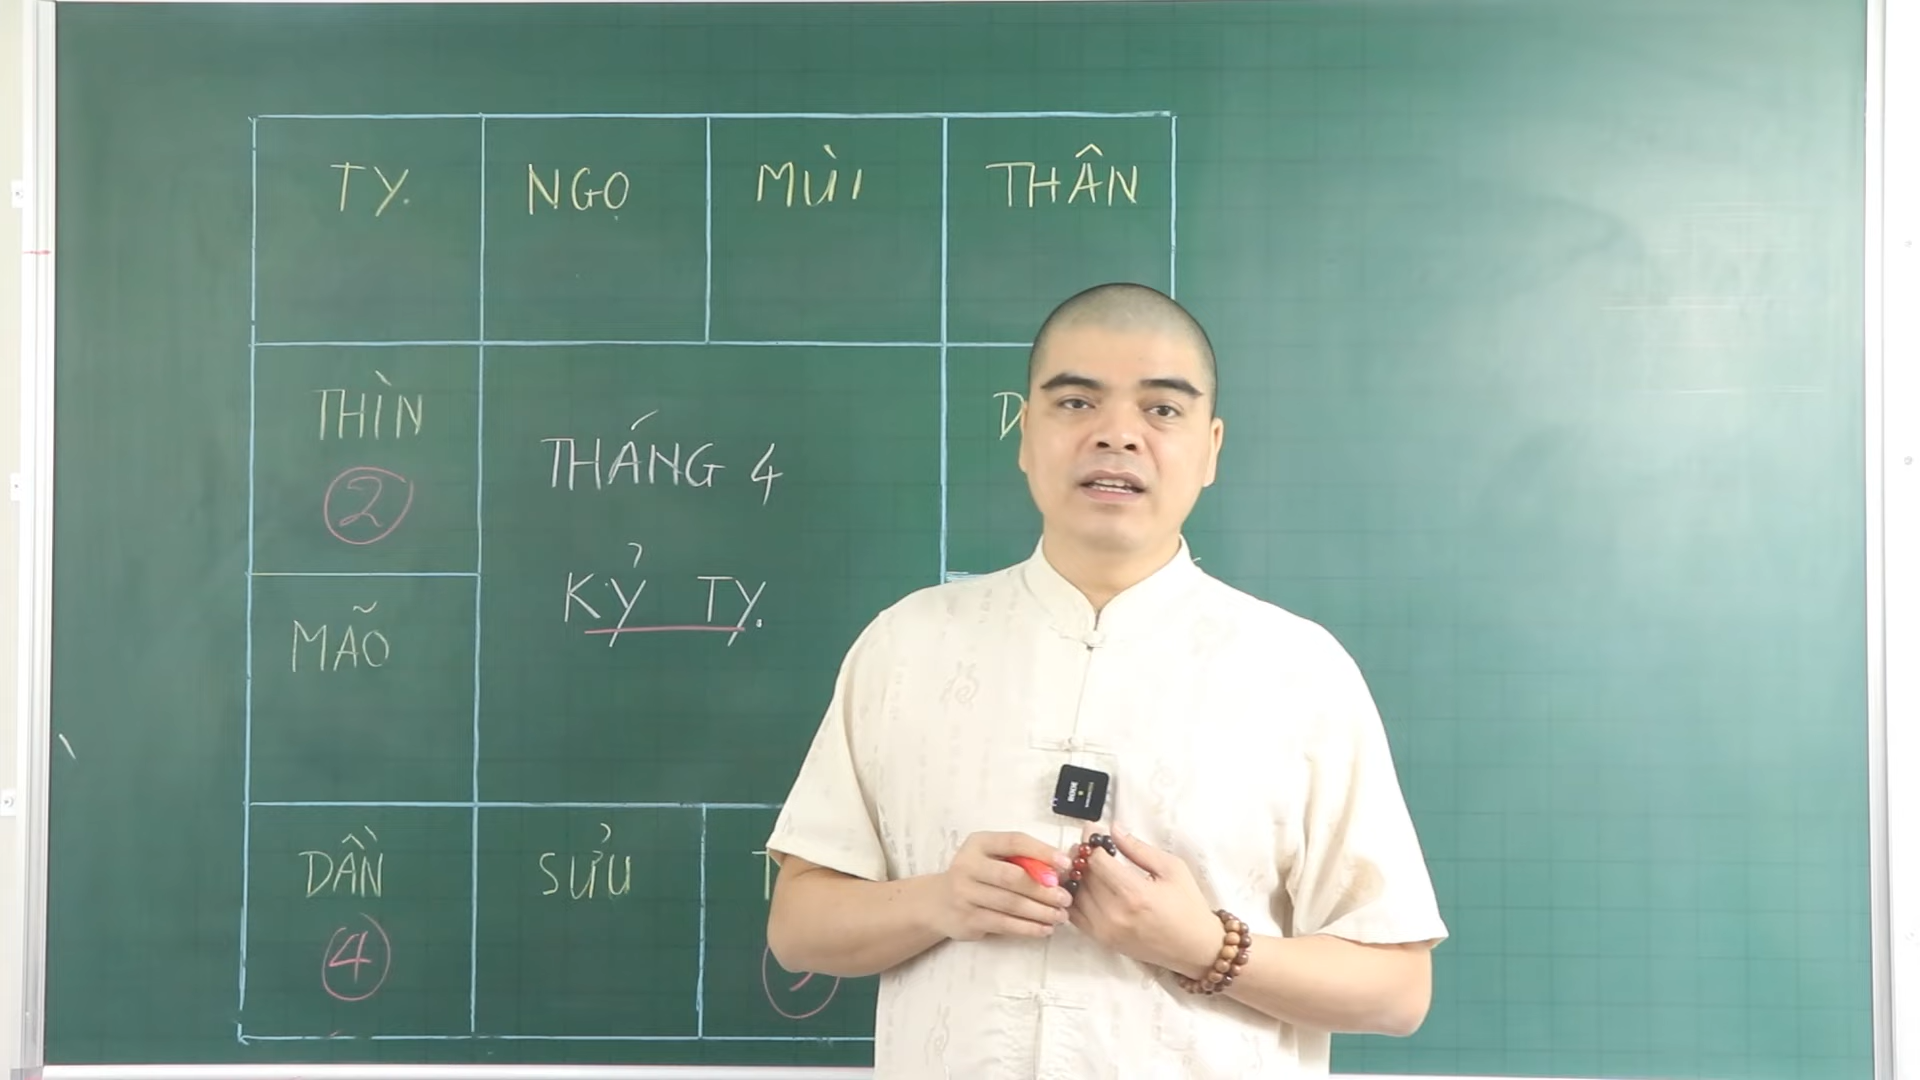 TỴ NGỌ MÙI THÂN
THÌN
2
THÁNG 4
KỶ TỴ
MÃO
DẦN SỬU
4